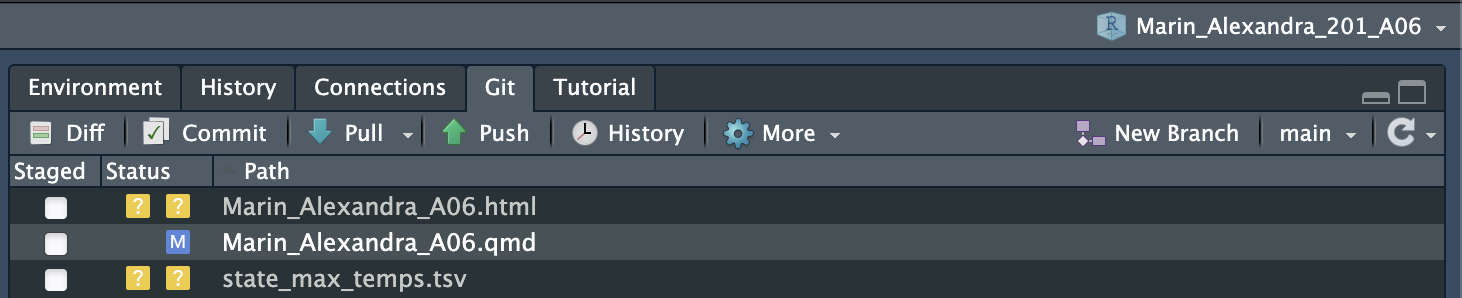 Marin_Alexandra_201_A06
Environment History Connections Git Tutorial
Diff Commit Pull Push History More New Branch main
Staged Status Path
? ? Marin_Alexandra_A06.html
M Marin_Alexandra_A06.qmd
? ? state_max_temps.tsv